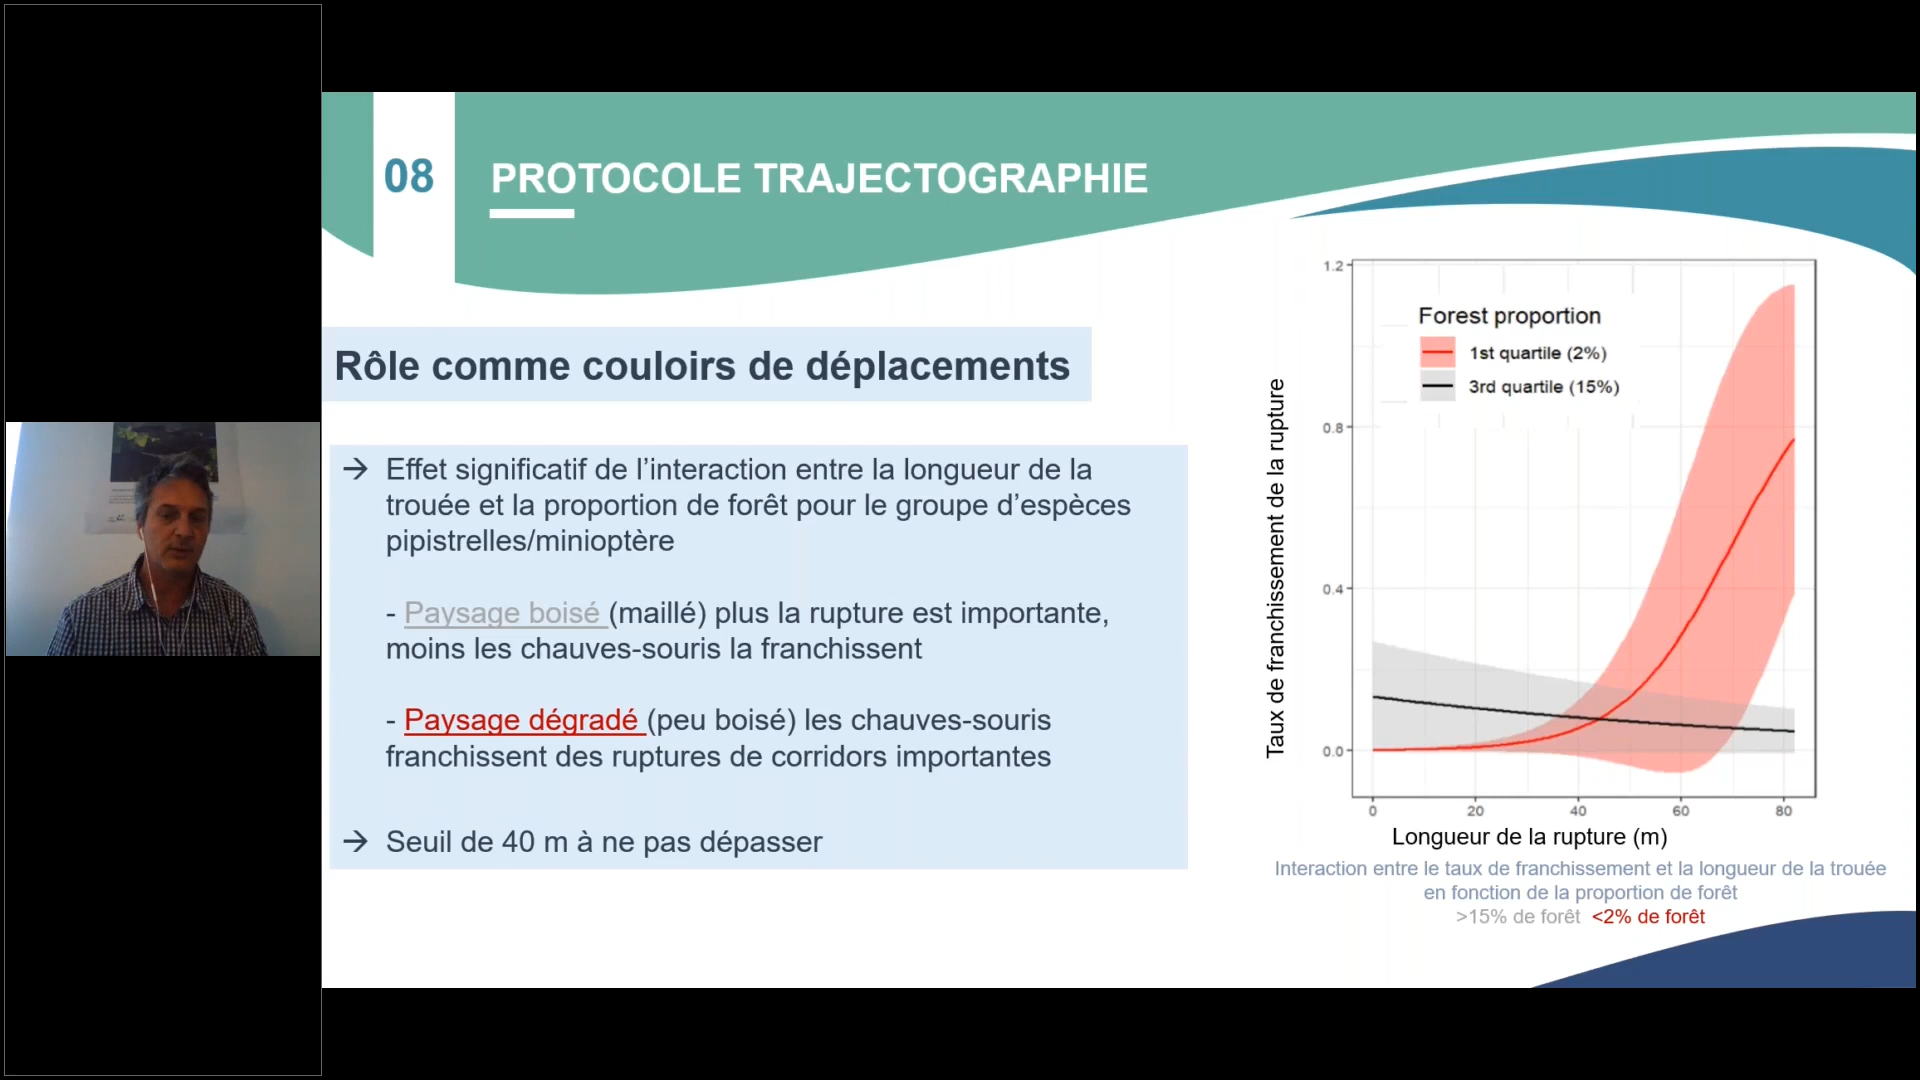 08
PROTOCOLE TRAJECTOGRAPHIE
Rôle comme couloirs de déplacements
→ Effet significatif de l’interaction entre la longueur de la
trouée et la proportion de forêt pour le groupe d’espèces
pipistrelles/minioptère
- Paysage boisé (maillé) plus la rupture est importante,
moins les chauves-souris la franchissent
- Paysage dégradé (peu boisé) les chauves-souris
franchissent des ruptures de corridors importantes
→ Seuil de 40 m à ne pas dépasser
Taux de franchissement de la rupture
1.2
0.8
0.4
0.0
Forest proportion
1st quartile (2%)
3rd quartile (15%)
0 20 40 60 80
Longueur de la rupture (m)
Interaction entre le taux de franchissement et la longueur de la trouée
en fonction de la proportion de forêt
>15% de forêt <2% de forêt